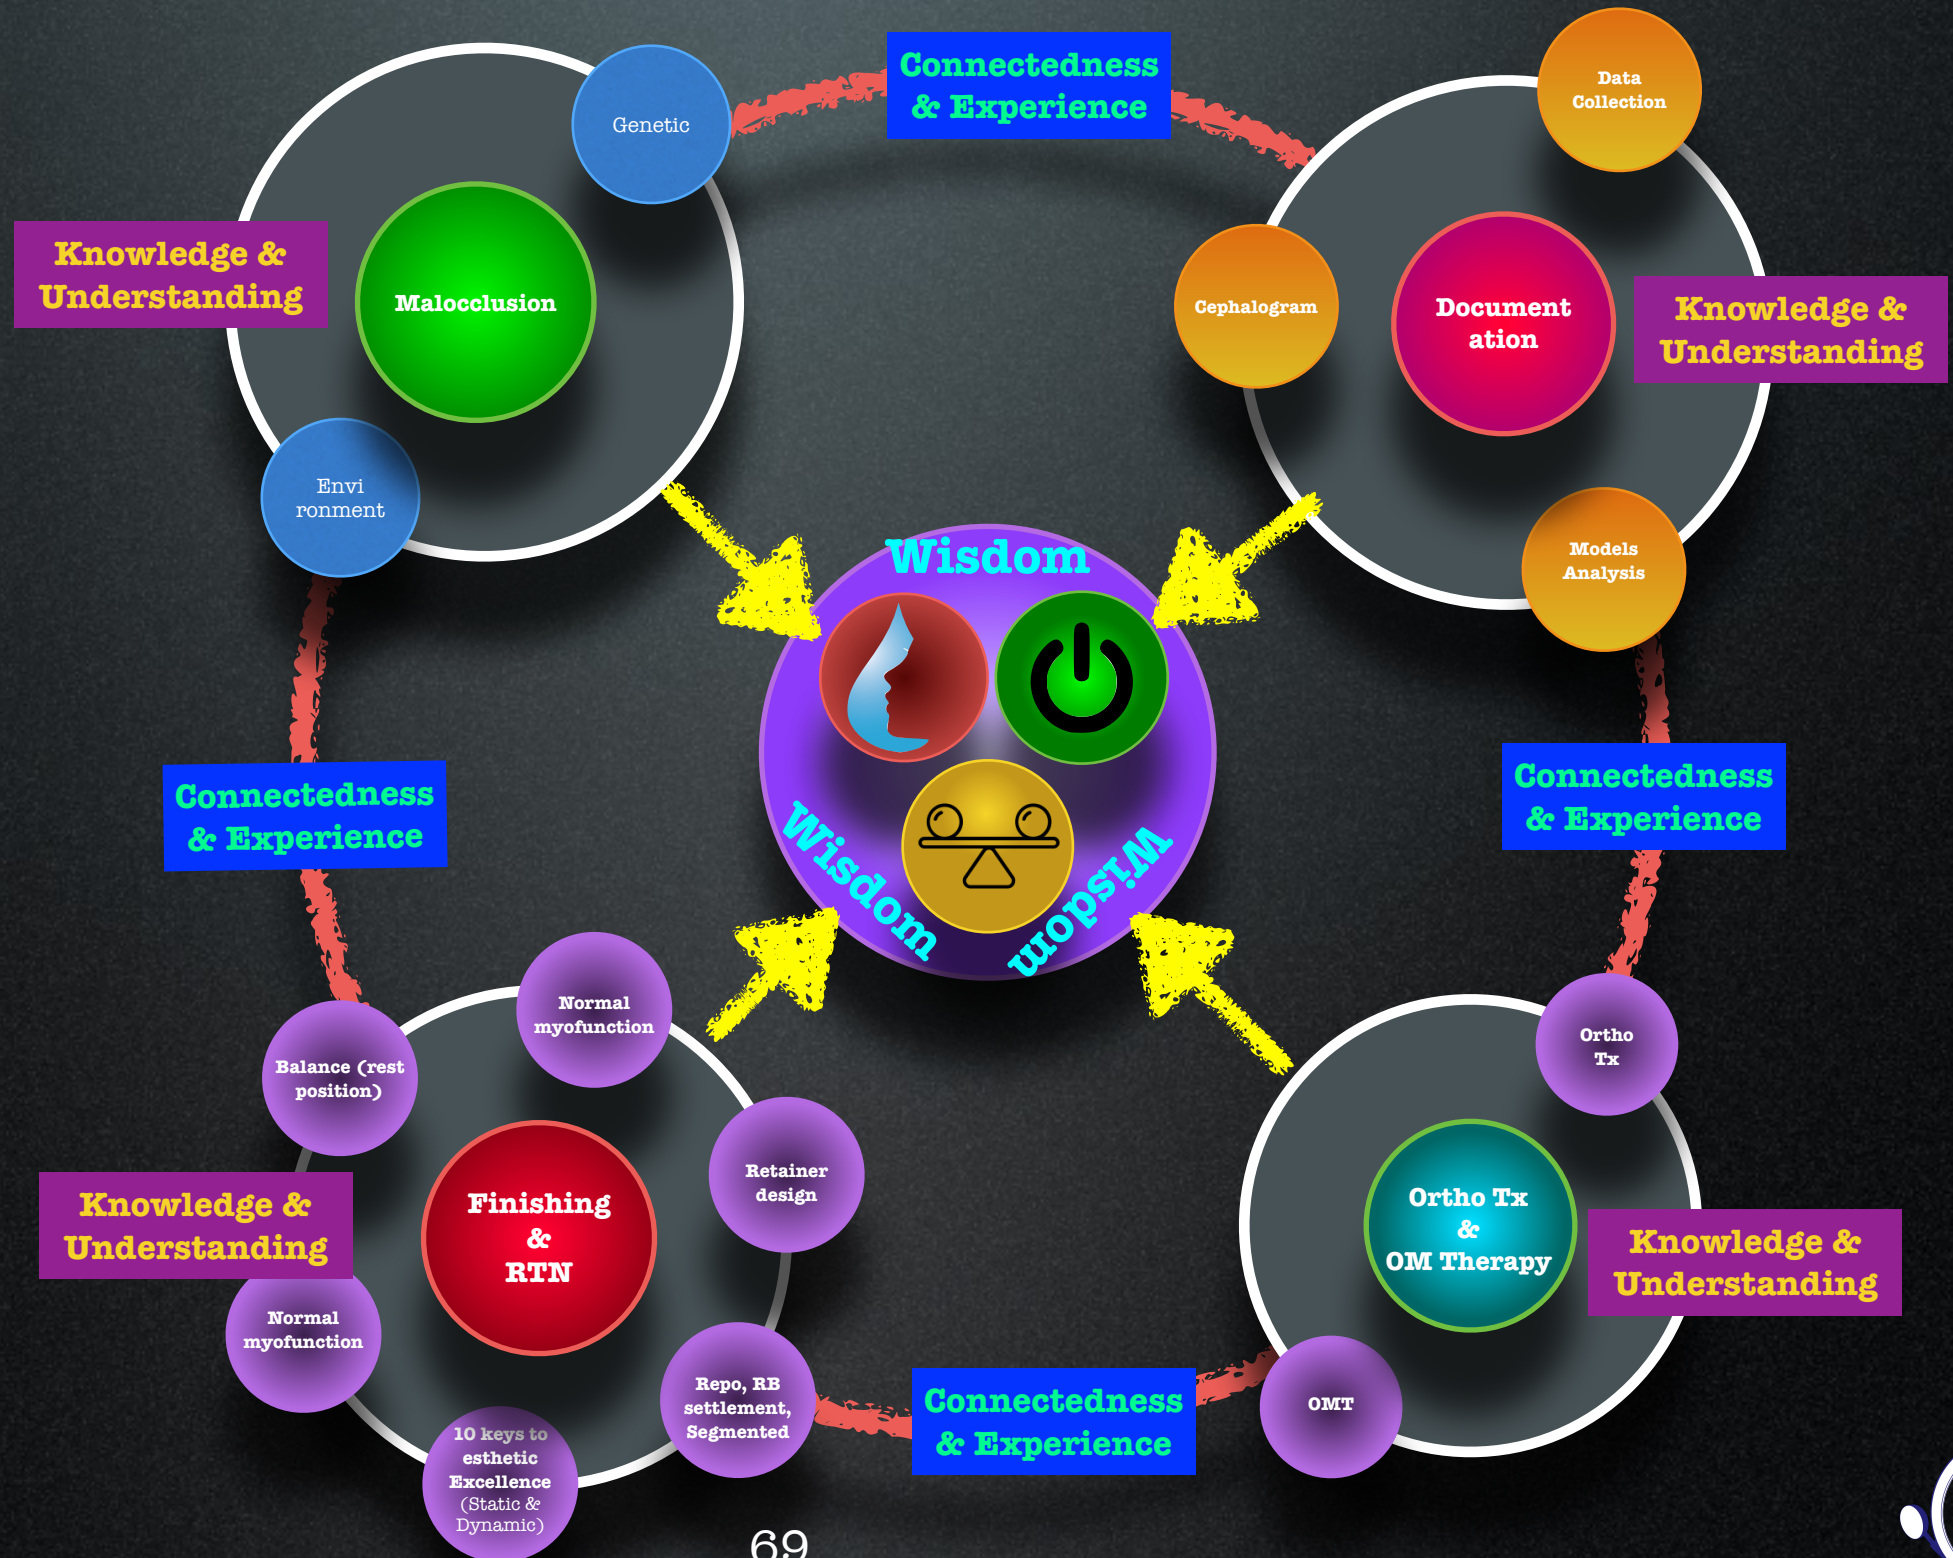 Connectedness
& Experience
Data
Collection
Genetic
Knowledge &
Understanding
Malocclusion
Cephalogram
Document
ation
Knowledge &
Understanding
Envi
ronment
Models
Analysis
Wisdom
Wisdom
Wisdom
Connectedness
& Experience
Connectedness
& Experience
Normal
myofunction
Balance (rest
position)
Retainer
design
Ortho
Tx
Knowledge &
Understanding
Finishing
&
RTN
Ortho Tx
&
OM Therapy
Knowledge &
Understanding
Normal
myofunction
Repo, RB
settlement,
Segmented
Connectedness
& Experience
OMT
10 keys to
esthetic
Excellence
(Static &
Dynamic)
69